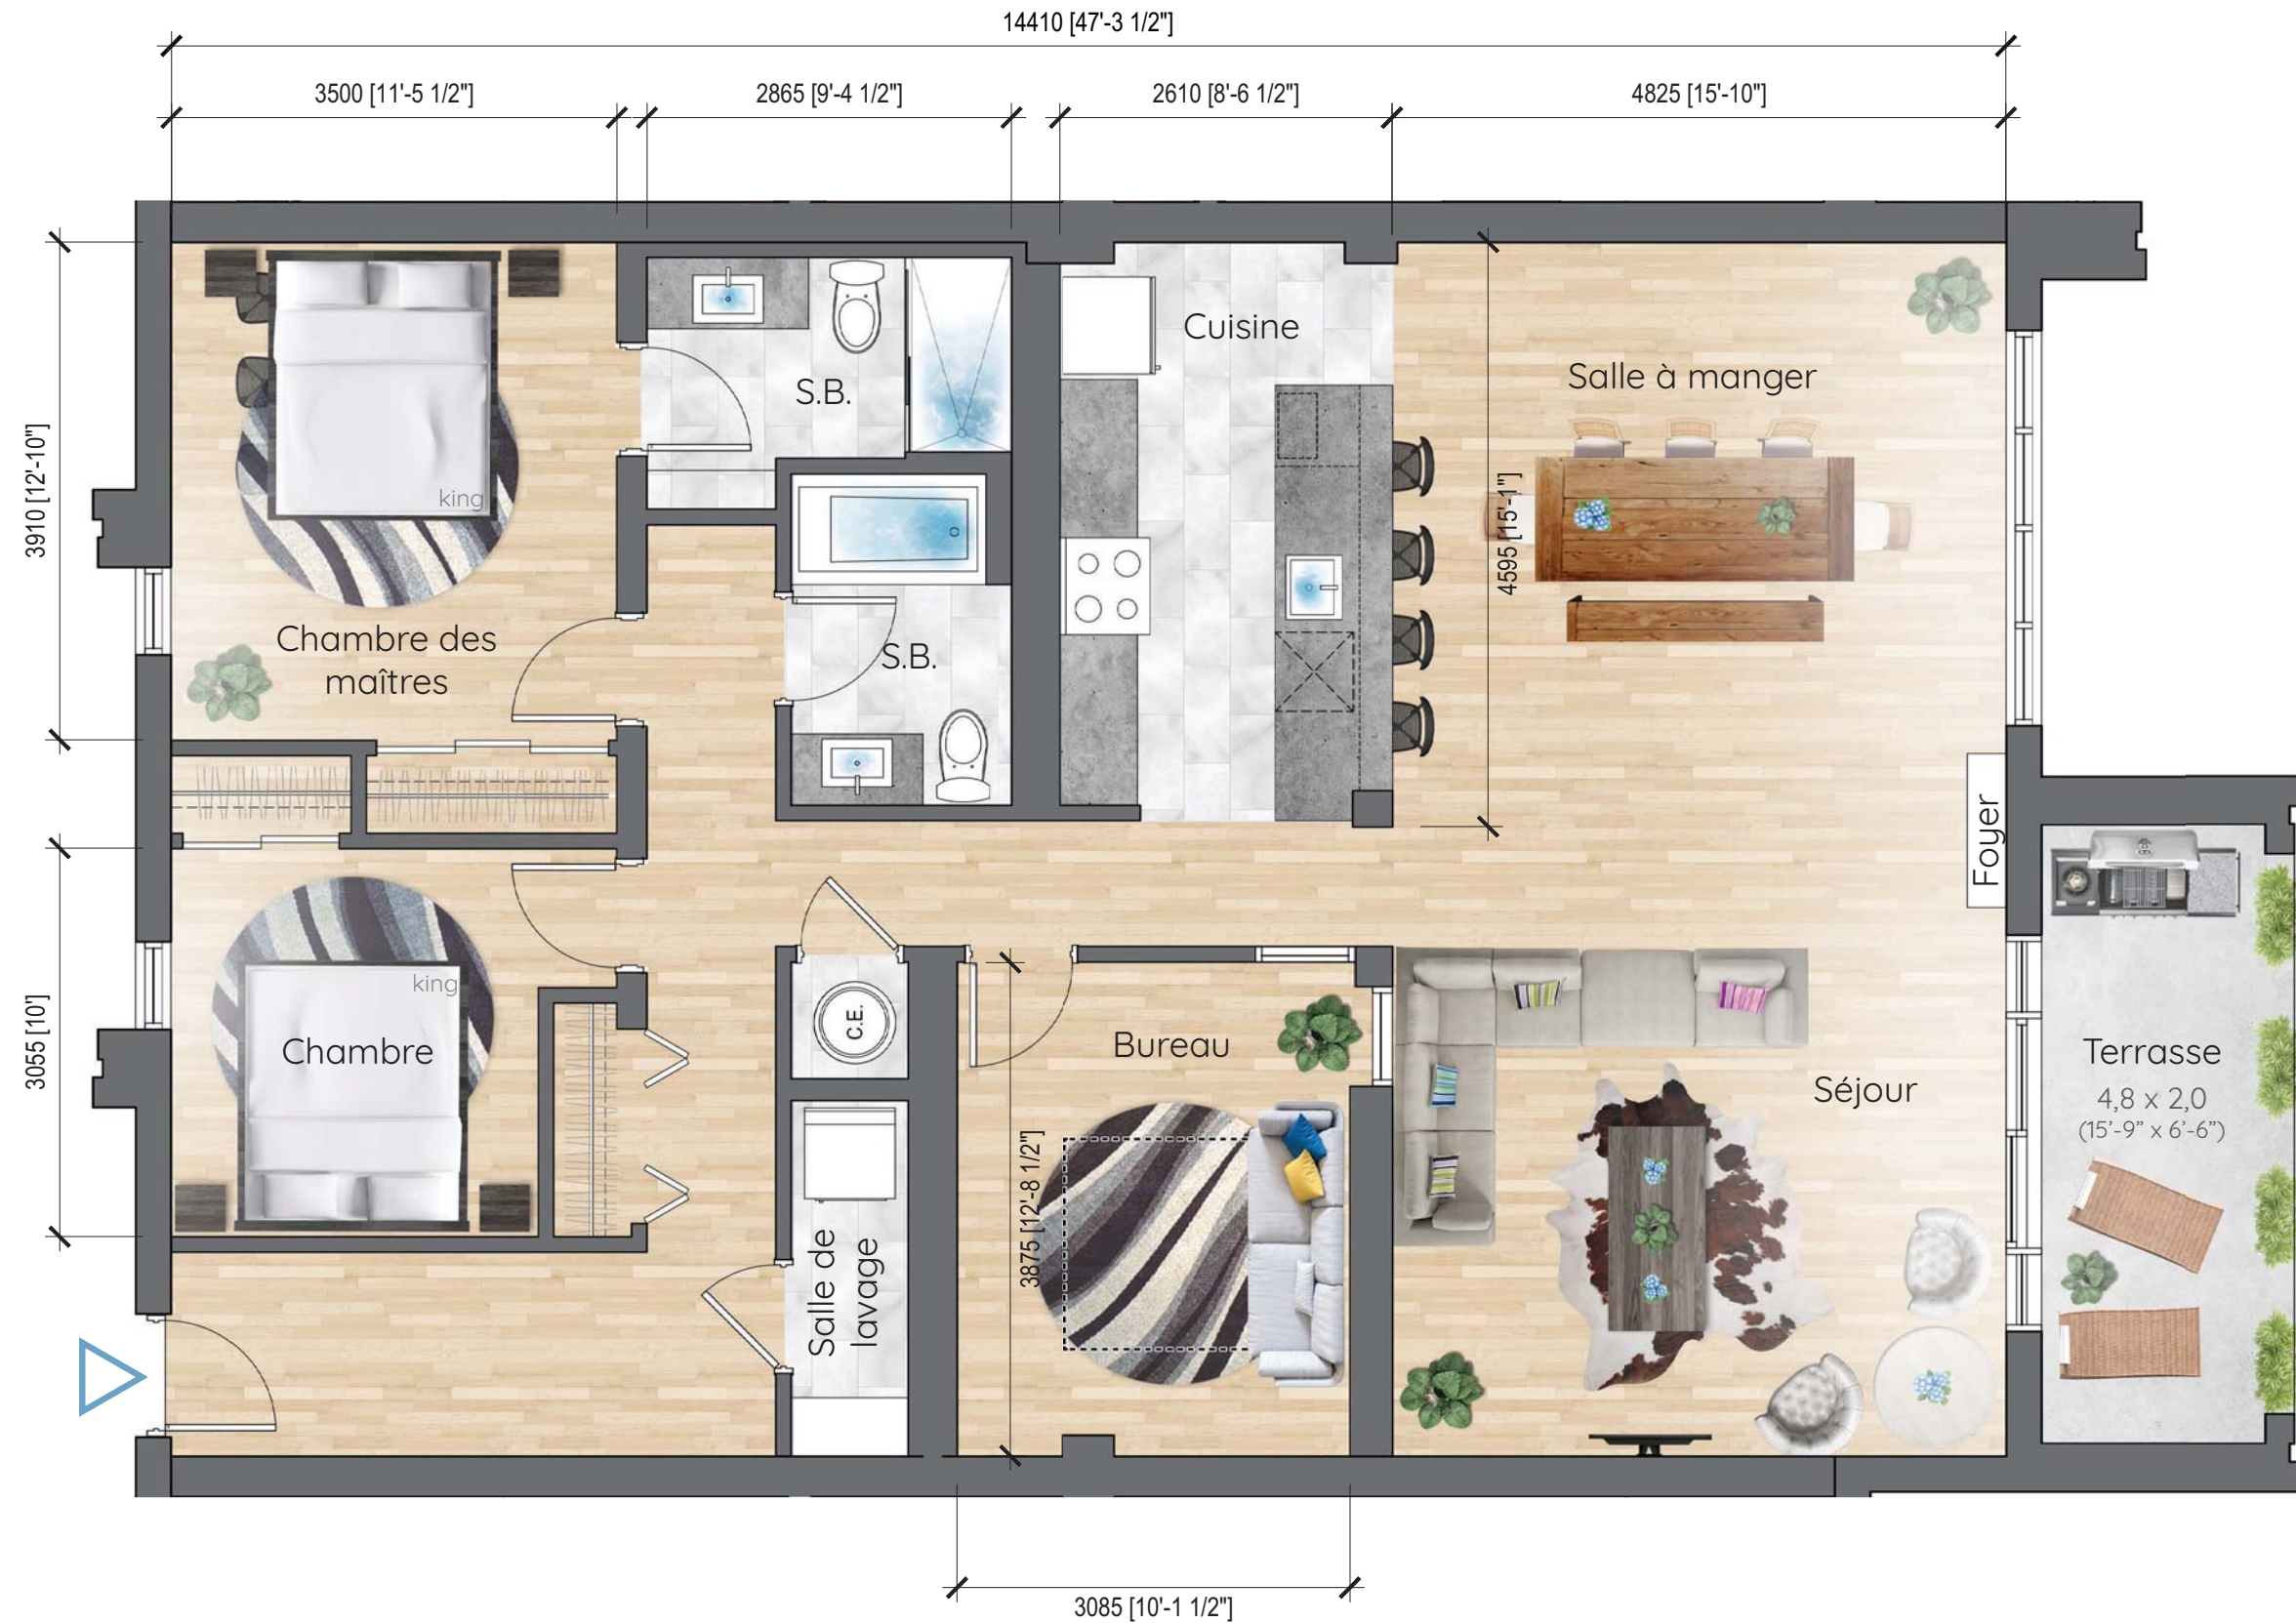 14410 [47'-3 1/2"]
3500 [11'-5 1/2"]
2865 [9'-4 1/2"]
2610 [8'-6 1/2"]
4825 [15'-10"]
3910 [12'-10"]
Cuisine
Salle à manger
S.B.
king
4595 [15'-1"]
Chambre des
maîtres
S.B.
Foyer
king
3055 [10']
Chambre
C.E.
Bureau
Séjour
Terrasse
4,8 x 2,0
(15'-9" x 6'-6")
3875 [12'-8 1/2"]
Salle de
lavage
3085 [10'-1 1/2"]